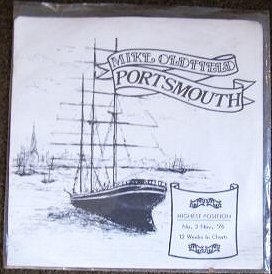 MIKE OLDFIELD
PORTSMOUTH
HIGHEST POSITION
No. 3 Nov., '76
12 Weeks In Charts